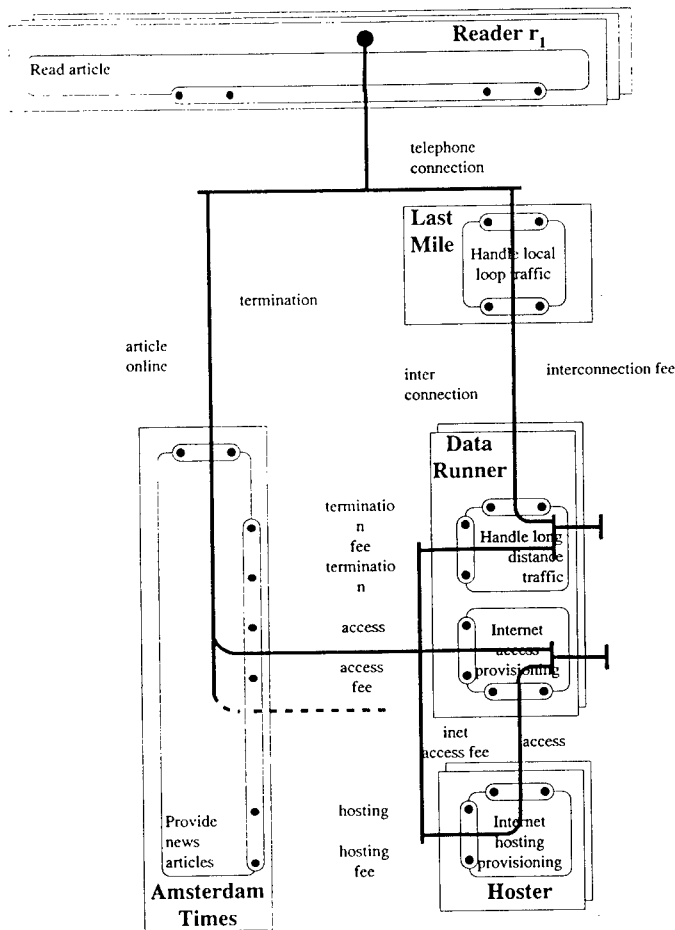 Reader r1
Read article
telephone
connection
Last
Mile
Handle local
loop traffic
termination
article
online
inter
connection
interconnection fee
Data
Runner
terminatio
n
fee
terminatio
n
Handle long
distance
traffic
access
Internet
access
provisioning
access
fee
inet
access fee
access
hosting
Provide
news
articles
Internet
hosting
provisioning
hosting
fee
Amsterdam
Times
Hoster